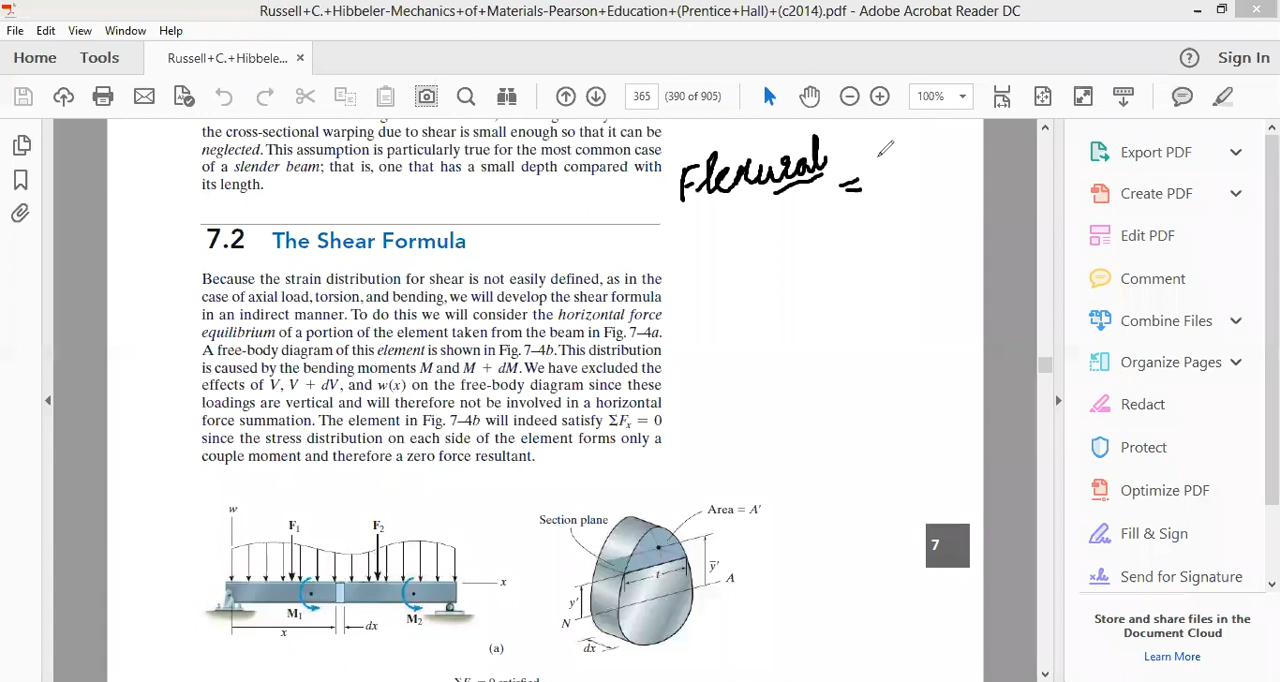 Russell+C.+Hibbeler-Mechanics+of+Materials-Pearson+Education+(Prentice+Hall)+(c2014).pdf - Adobe Acrobat Reader DC
File Edit View Window Help
Home Tools Russell+C.+Hibbele... × Sign In
365 (390 of 905) 100%
the cross-sectional warping due to shear is small enough so that it can be
neglected. This assumption is particularly true for the most common case
of a slender beam; that is, one that has a small depth compared with
its length.
Flexural =
7.2 The Shear Formula
Because the strain distribution for shear is not easily defined, as in the
case of axial load, torsion, and bending, we will develop the shear formula
in an indirect manner. To do this we will consider the horizontal force
equilibrium of a portion of the element taken from the beam in Fig. 7–4a.
A free-body diagram of this element is shown in Fig. 7–4b. This distribution
is caused by the bending moments M and M + dM. We have excluded the
effects of V, V + dV, and w(x) on the free-body diagram since these
loadings are vertical and will therefore not be involved in a horizontal
force summation. The element in Fig. 7–4b will indeed satisfy ΣFx = 0
since the stress distribution on each side of the element forms only a
couple moment and therefore a zero force resultant.
w
F1 F2
x
M1 M2
x dx
Section plane
Area = A′
t
y̅′
A
y′
N
dx
(a)
7
ΣFx = 0 satisfied
Export PDF
Create PDF
Edit PDF
Comment
Combine Files
Organize Pages
Redact
Protect
Optimize PDF
Fill & Sign
Send for Signature
Store and share files in the
Document Cloud
Learn More